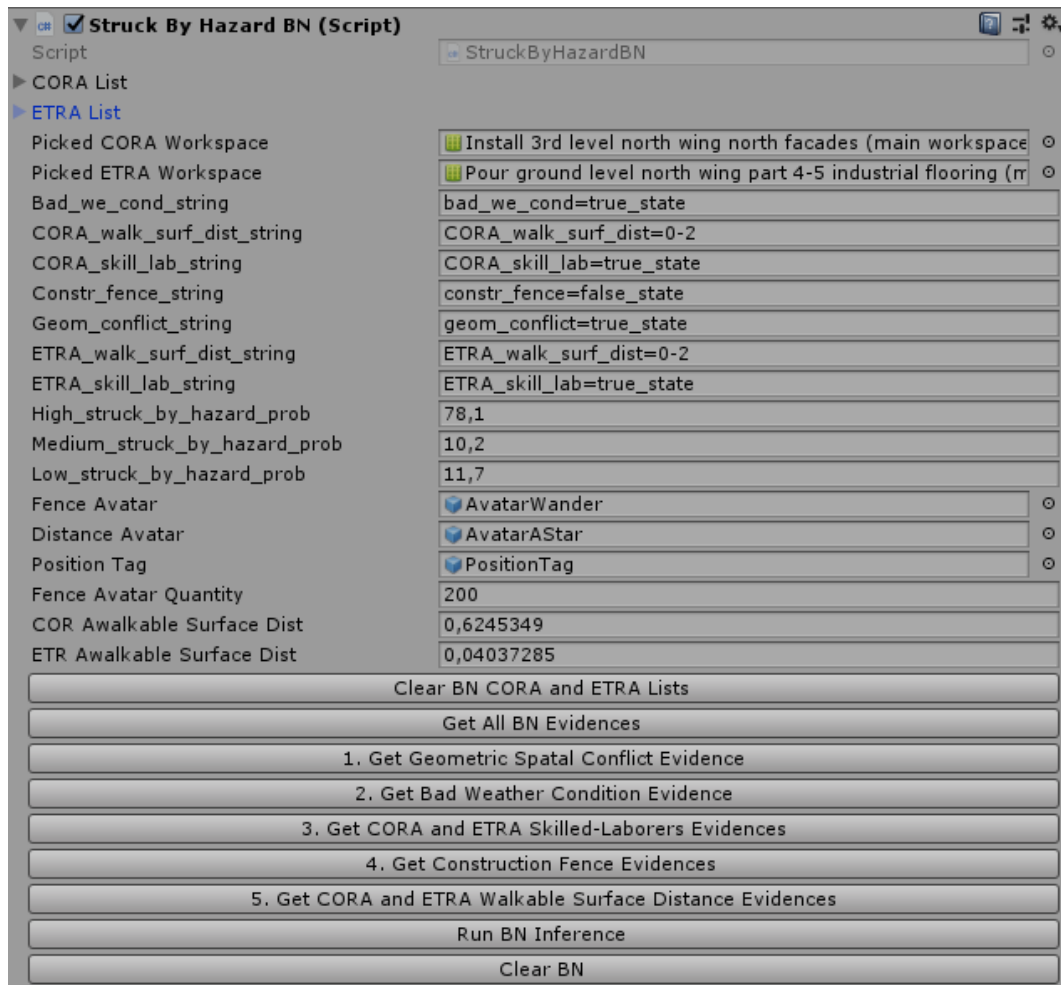 Struck By Hazard BN (Script)
Script StruckByHazardBN
CORA List
ETRA List
Picked CORA Workspace Install 3rd level north wing north facades (main workspace
Picked ETRA Workspace Pour ground level north wing part 4-5 industrial flooring (m
Bad_we_cond_string bad_we_cond=true_state
CORA_walk_surf_dist_string CORA_walk_surf_dist=0-2
CORA_skill_lab_string CORA_skill_lab=true_state
Constr_fence_string constr_fence=false_state
Geom_conflict_string geom_conflict=true_state
ETRA_walk_surf_dist_string ETRA_walk_surf_dist=0-2
ETRA_skill_lab_string ETRA_skill_lab=true_state
High_struck_by_hazard_prob 78,1
Medium_struck_by_hazard_prob 10,2
Low_struck_by_hazard_prob 11,7
Fence Avatar AvatarWander
Distance Avatar AvatarAStar
Position Tag PositionTag
Fence Avatar Quantity 200
COR Awalkable Surface Dist 0,6245349
ETR Awalkable Surface Dist 0,04037285
Clear BN CORA and ETRA Lists
Get All BN Evidences
1. Get Geometric Spatal Conflict Evidence
2. Get Bad Weather Condition Evidence
3. Get CORA and ETRA Skilled-Laborers Evidences
4. Get Construction Fence Evidences
5. Get CORA and ETRA Walkable Surface Distance Evidences
Run BN Inference
Clear BN